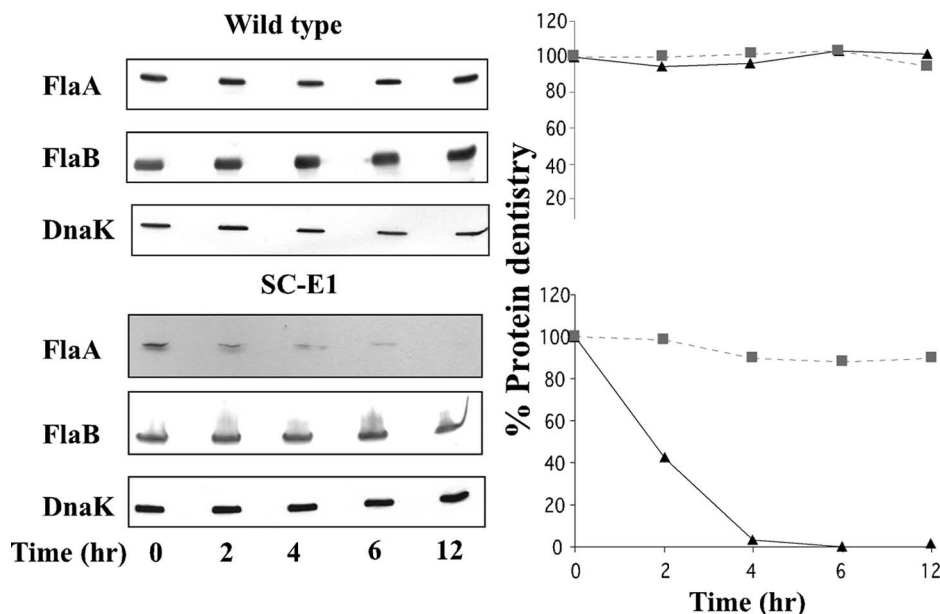 Wild type
FlaA
FlaB
DnaK
SC-E1
FlaA
FlaB
DnaK
Time (hr) 0 2 4 6 12
% Protein dentistry
120
100
80
60
40
20
120
100
80
60
40
20
0
0 2 4 6 12
Time (hr)